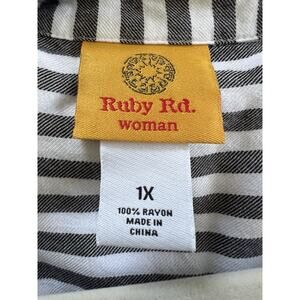 Ruby Rd.
woman
1X
100% RAYON
MADE IN
CHINA